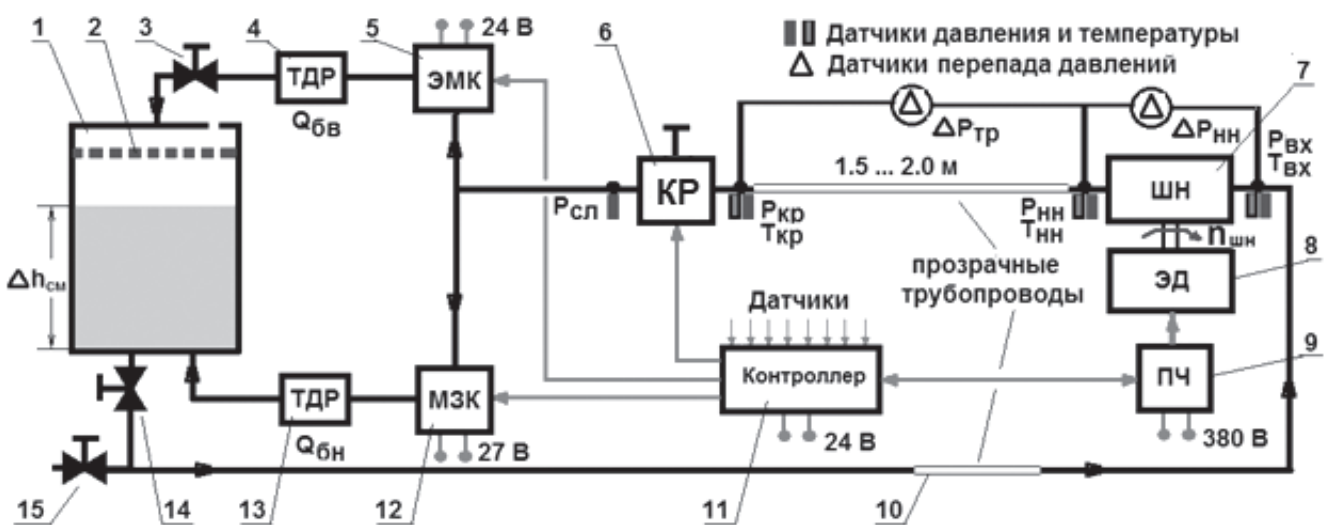 1
2
3
4
5
24 В
6
Датчики давления и температуры
Δ Датчики перепада давлений
7
ТДР
Qбв
ЭМК
Δ
ΔPтр
Δ
ΔPнн
Pвх
Tвх
КР
1.5 ... 2.0 м
ШН
Pсл
Pкр
Tкр
Pнн
Tнн
nшн
8
Δhсм
прозрачные
трубопроводы
ЭД
Датчики
9
Контроллер
ПЧ
ТДР
Qбн
МЗК
27 В
24 В
380 В
15
14
13
12
11
10